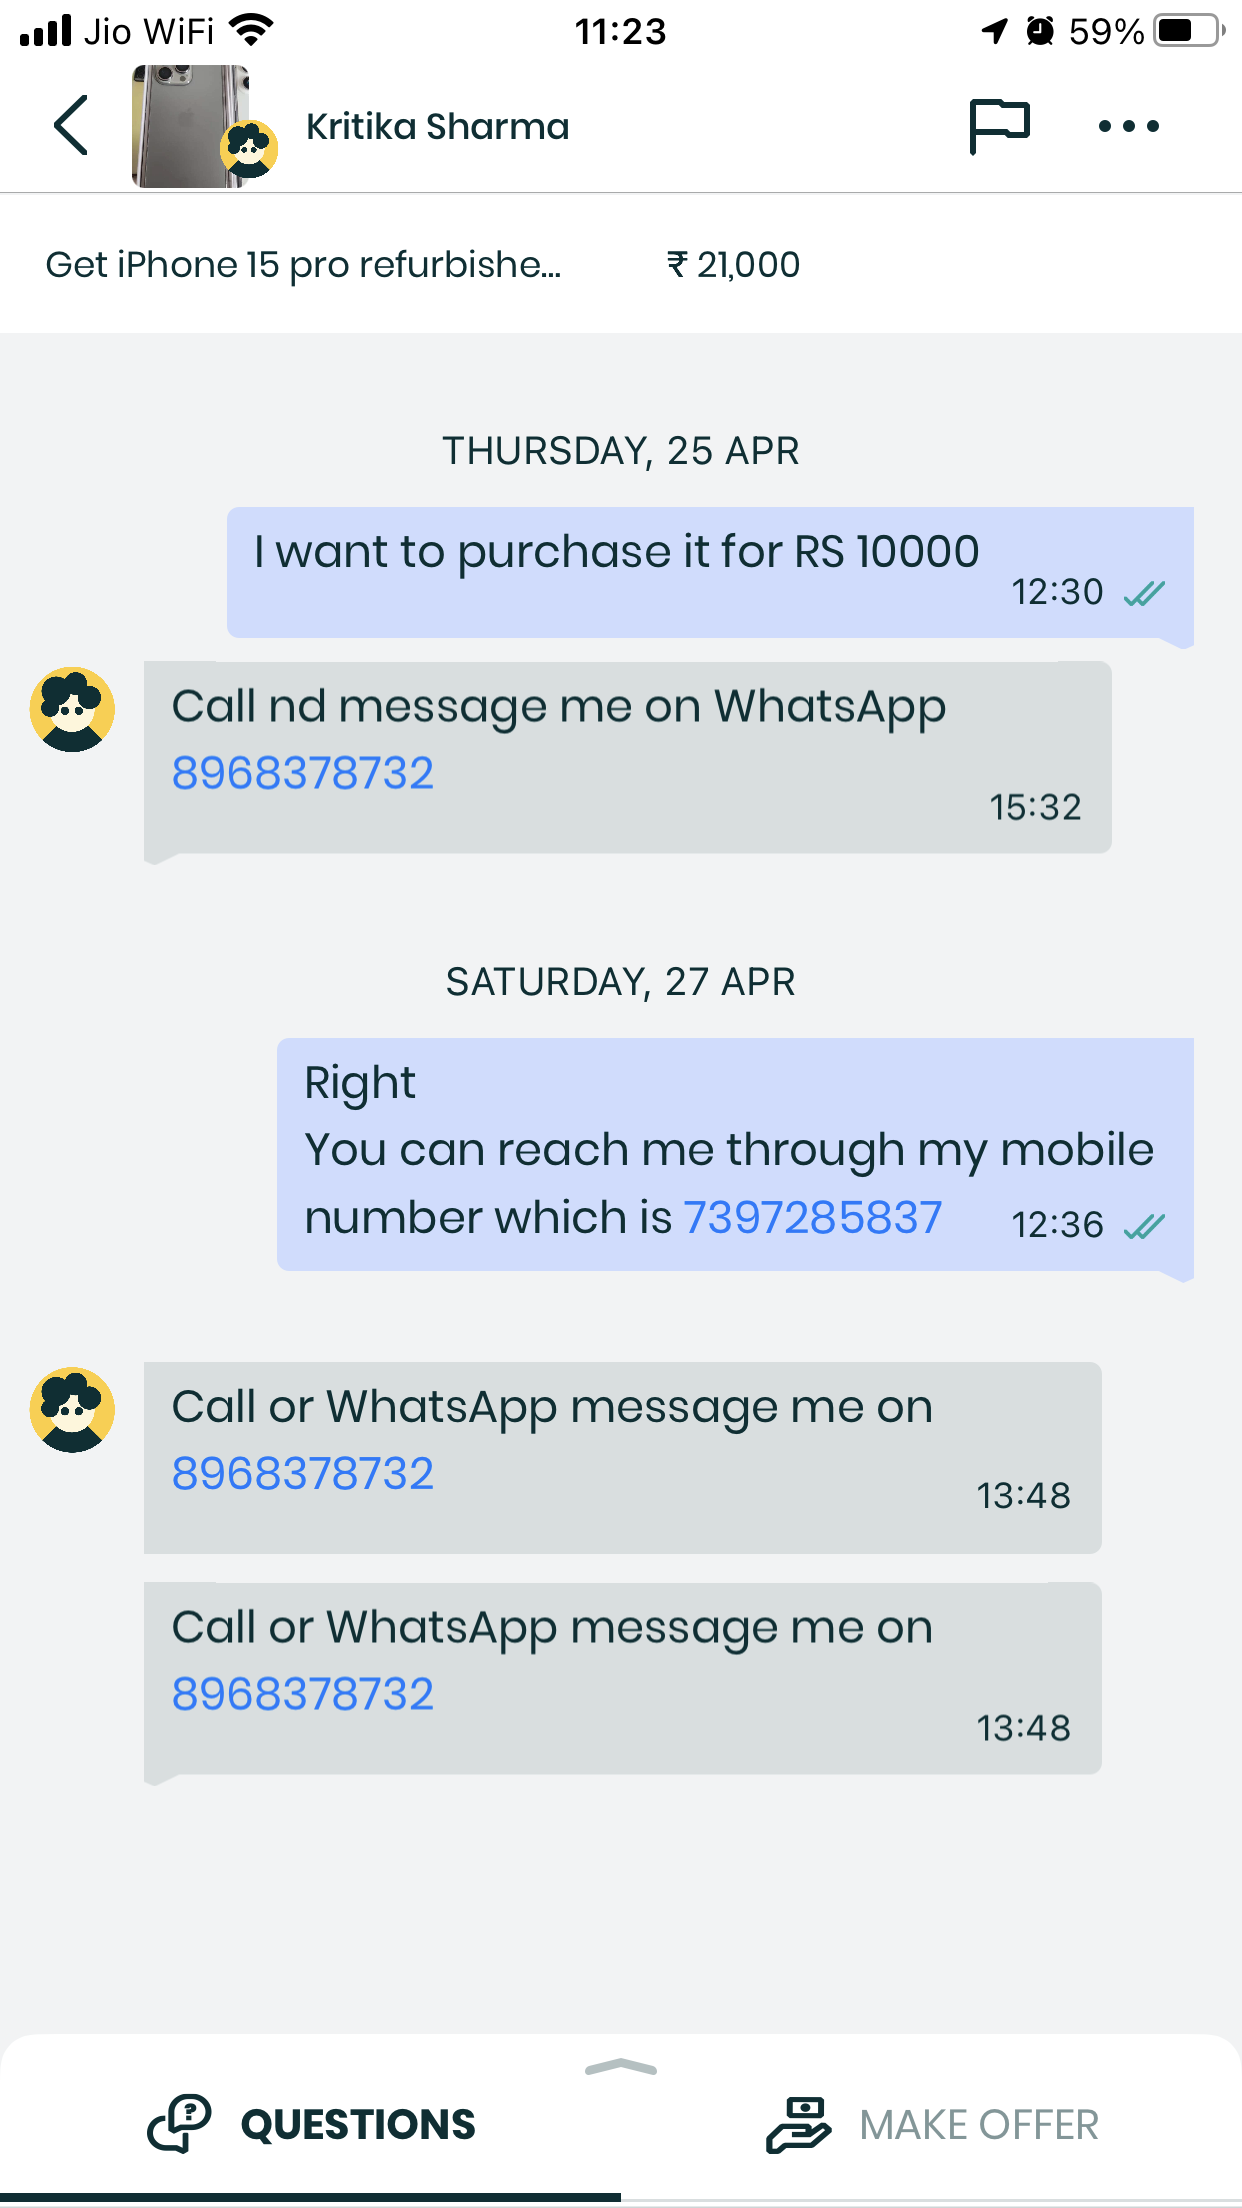 Jio WiFi 11:23 59%
Kritika Sharma
Get iPhone 15 pro refurbishe... ₹ 21,000
THURSDAY, 25 APR
I want to purchase it for RS 10000
12:30
Call nd message me on WhatsApp
8968378732
15:32
SATURDAY, 27 APR
Right
You can reach me through my mobile
number which is 7397285837 12:36
Call or WhatsApp message me on
8968378732
13:48
Call or WhatsApp message me on
8968378732
13:48
QUESTIONS MAKE OFFER